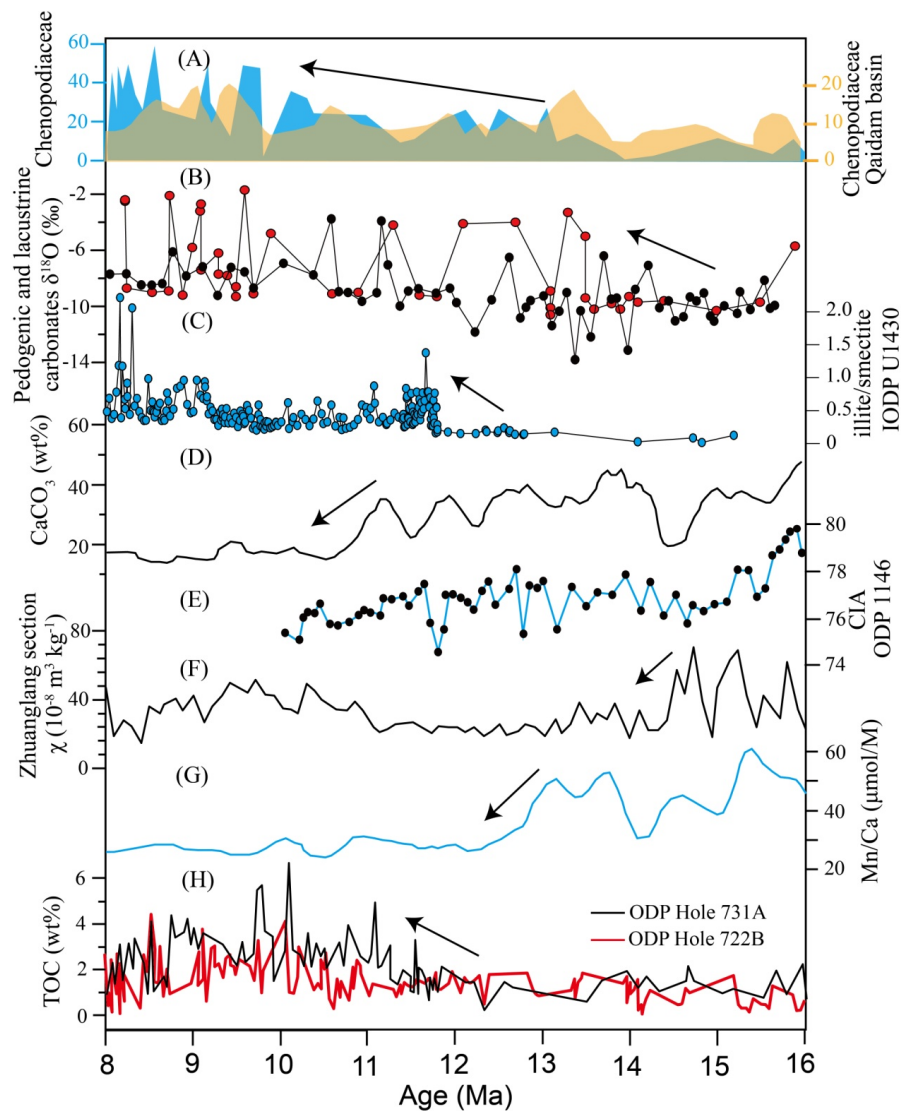 (A)
60
40
20
0
Chenopodiaceae
20
10
0
Chenopodiaceae
Qaidam basin
(B)
-2
-6
-10
-14
Pedogenic and lacustrine
carbonates δ¹⁸O (‰)
(C)
2.0
1.5
1.0
0.5
0
illite/smectite
IODP U1430
(D)
60
40
20
CaCO₃ (wt%)
(E)
80
78
76
74
CIA
ODP 1146
(F)
80
40
0
Zhuanglang section
χ (10⁻⁸ m³ kg⁻¹)
(G)
60
40
20
Mn/Ca (μmol/M)
(H)
6
4
2
0
TOC (wt%)
ODP Hole 731A
ODP Hole 722B
8 9 10 11 12 13 14 15 16
Age (Ma)